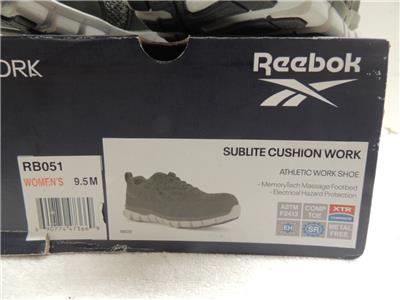 ORK
Reebok
RB051
WOMEN'S 9.5 M
SUBLITE CUSHION WORK
ATHLETIC WORK SHOE
- MemoryTech Massage Footbed
- Electrical Hazard Protection
ASTM
F2413
COMP
TOE
XTR
EH
SR
METAL
FREE